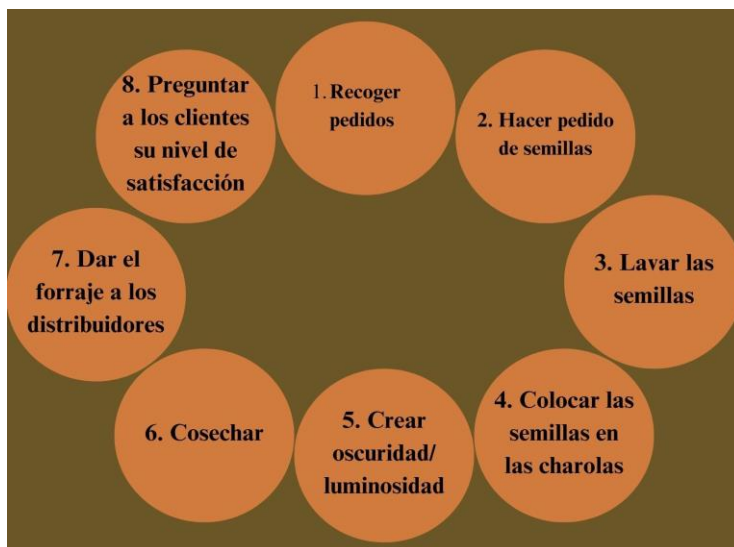 1. Recoger
pedidos
2. Hacer pedido
de semillas
3. Lavar las
semillas
4. Colocar las
semillas en
las charolas
5. Crear
oscuridad/
luminosidad
6. Cosechar
7. Dar el
forraje a los
distribuidores
8. Preguntar
a los clientes
su nivel de
satisfacción